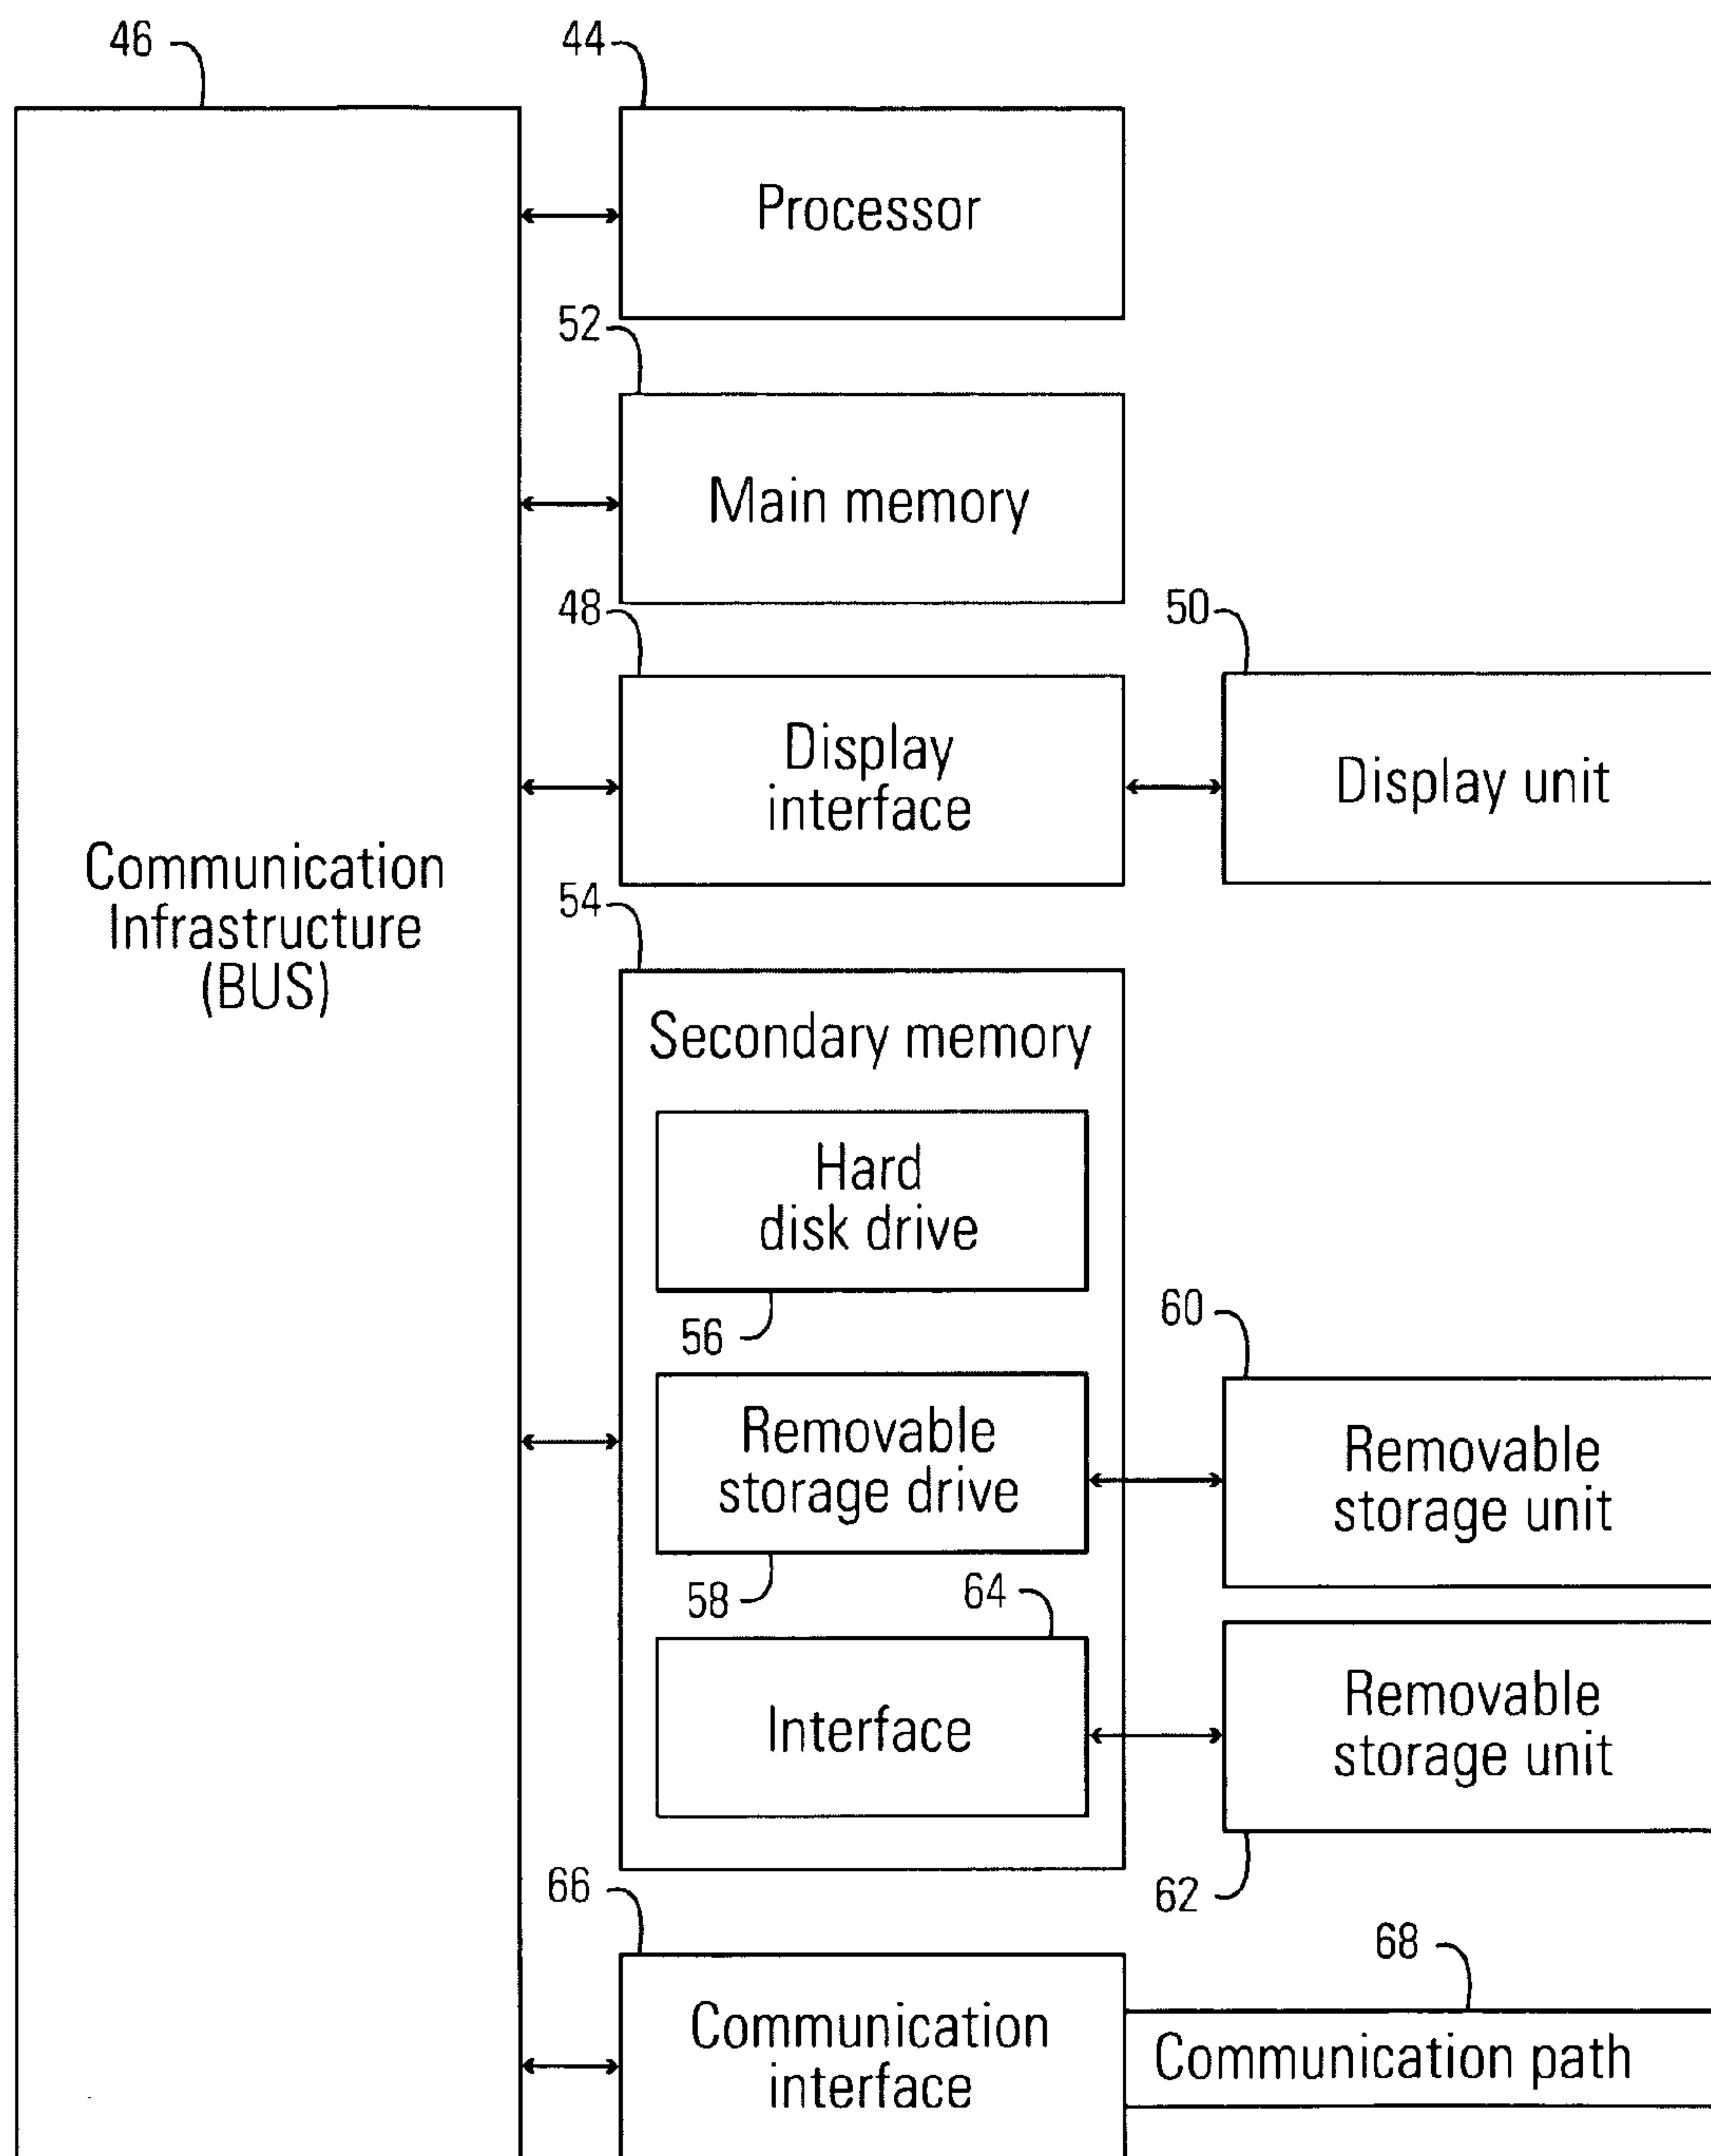 46
44
Processor
52
Main memory
48
50
Display
interface
Display unit
Communication
Infrastructure
(BUS)
54
Secondary memory
Hard
disk drive
56
60
Removable
storage drive
Removable
storage unit
58
64
Interface
Removable
storage unit
62
66
68
Communication
interface
Communication path